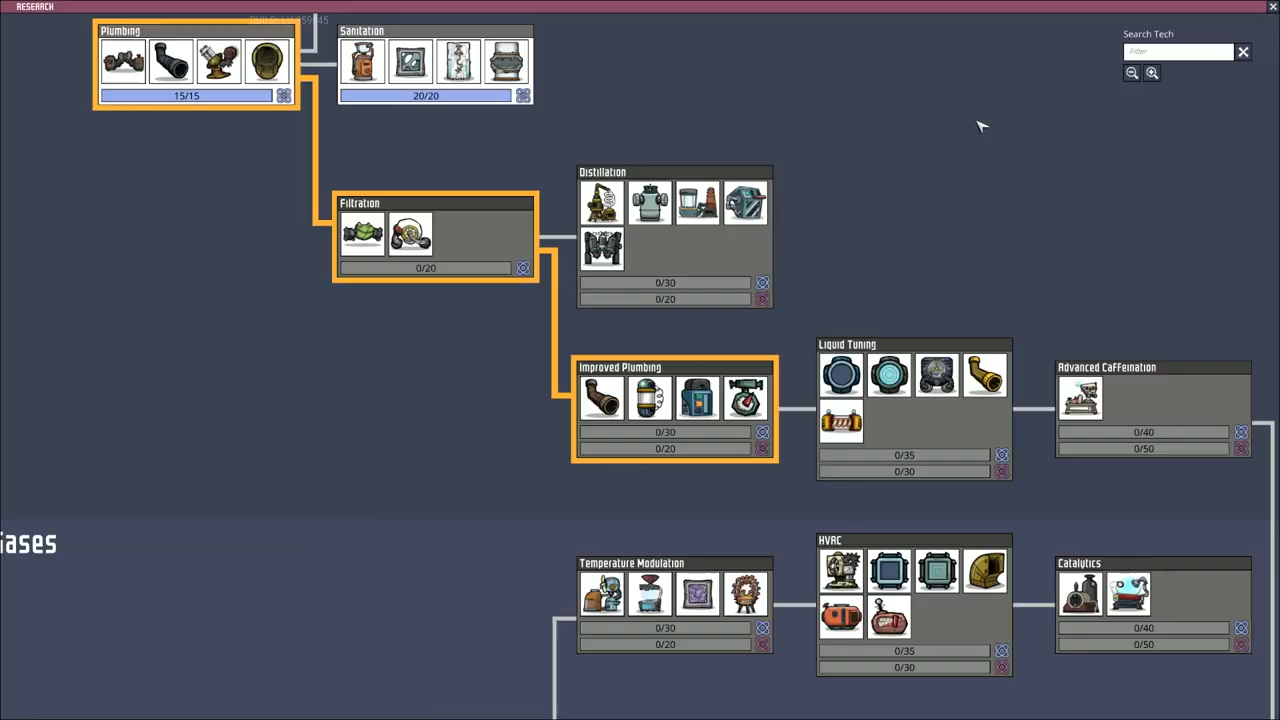 RESEARCH
Plumbing
15/15
Sanitation
20/20
Search Tech
Filter
Filtration
0/20
Distillation
0/30
0/20
Improved Plumbing
0/30
0/20
Liquid Tuning
0/35
0/30
Advanced Caffeination
0/40
0/50
Temperature Modulation
0/30
0/20
HVAC
0/35
0/30
Catalytics
0/40
0/50